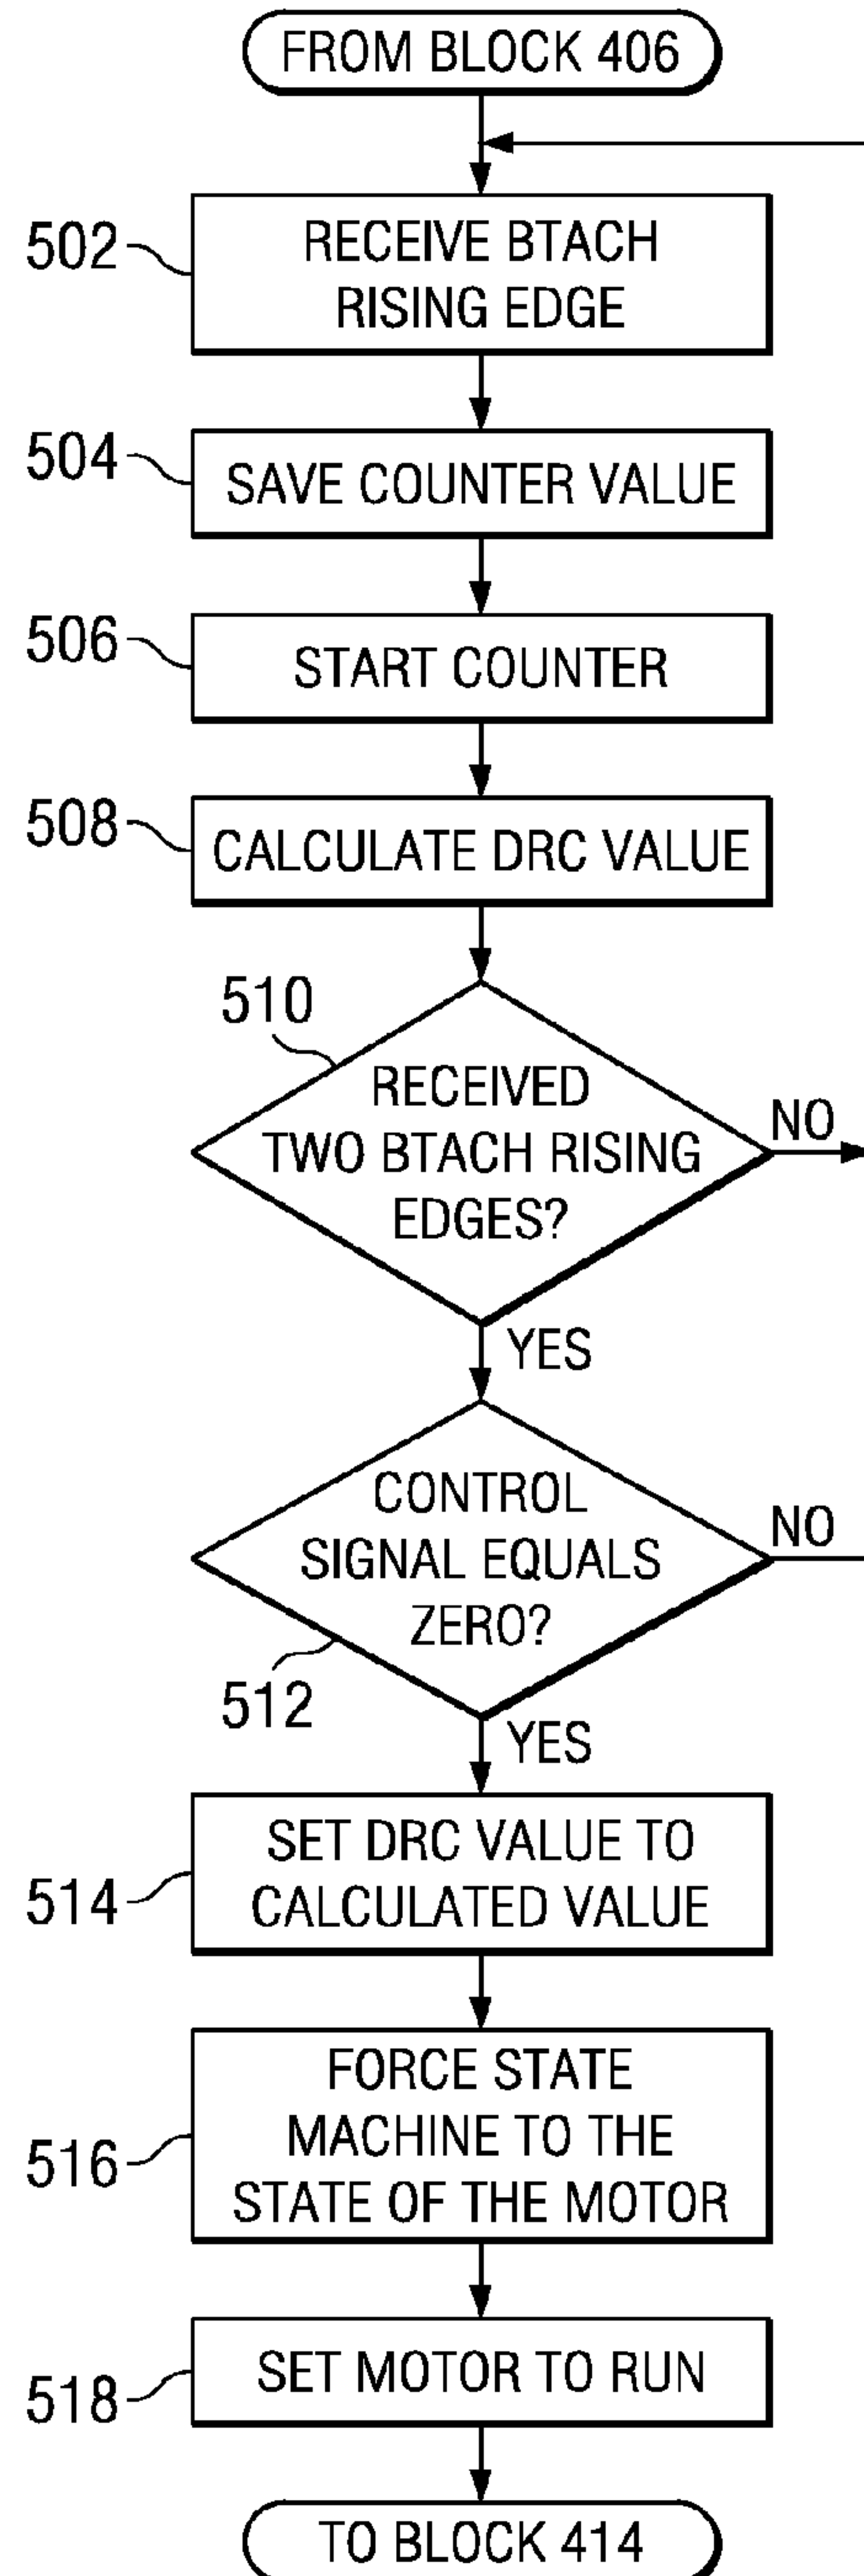 FROM BLOCK 406
502
RECEIVE BTACH
RISING EDGE
504
SAVE COUNTER VALUE
506
START COUNTER
508
CALCULATE DRC VALUE
510
RECEIVED
TWO BTACH RISING
EDGES?
NO
YES
CONTROL
SIGNAL EQUALS
ZERO?
NO
512
YES
514
SET DRC VALUE TO
CALCULATED VALUE
516
FORCE STATE
MACHINE TO THE
STATE OF THE MOTOR
518
SET MOTOR TO RUN
TO BLOCK 414